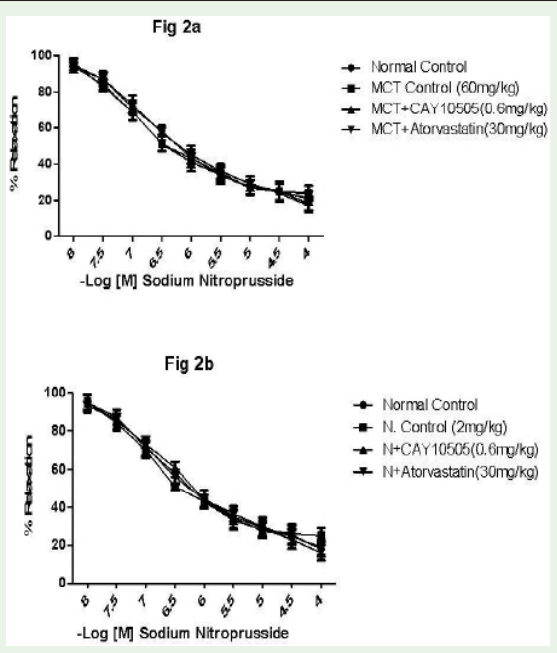 Fig 2a
100
80
60
40
20
0
% Relaxation
8 7.5 7 6.5 6 5.5 5 4.5 4
-Log [M] Sodium Nitroprusside
Normal Control
MCT Control (60mg/kg)
MCT+CAY10505(0.6mg/kg)
MCT+Atorvastatin(30mg/kg)
Fig 2b
100
80
60
40
20
0
% Relaxation
8 7.5 7 6.5 6 5.5 5 4.5 4
-Log [M] Sodium Nitroprusside
Normal Control
N. Control (2mg/kg)
N+CAY10505(0.6mg/kg)
N+Atorvastatin(30mg/kg)